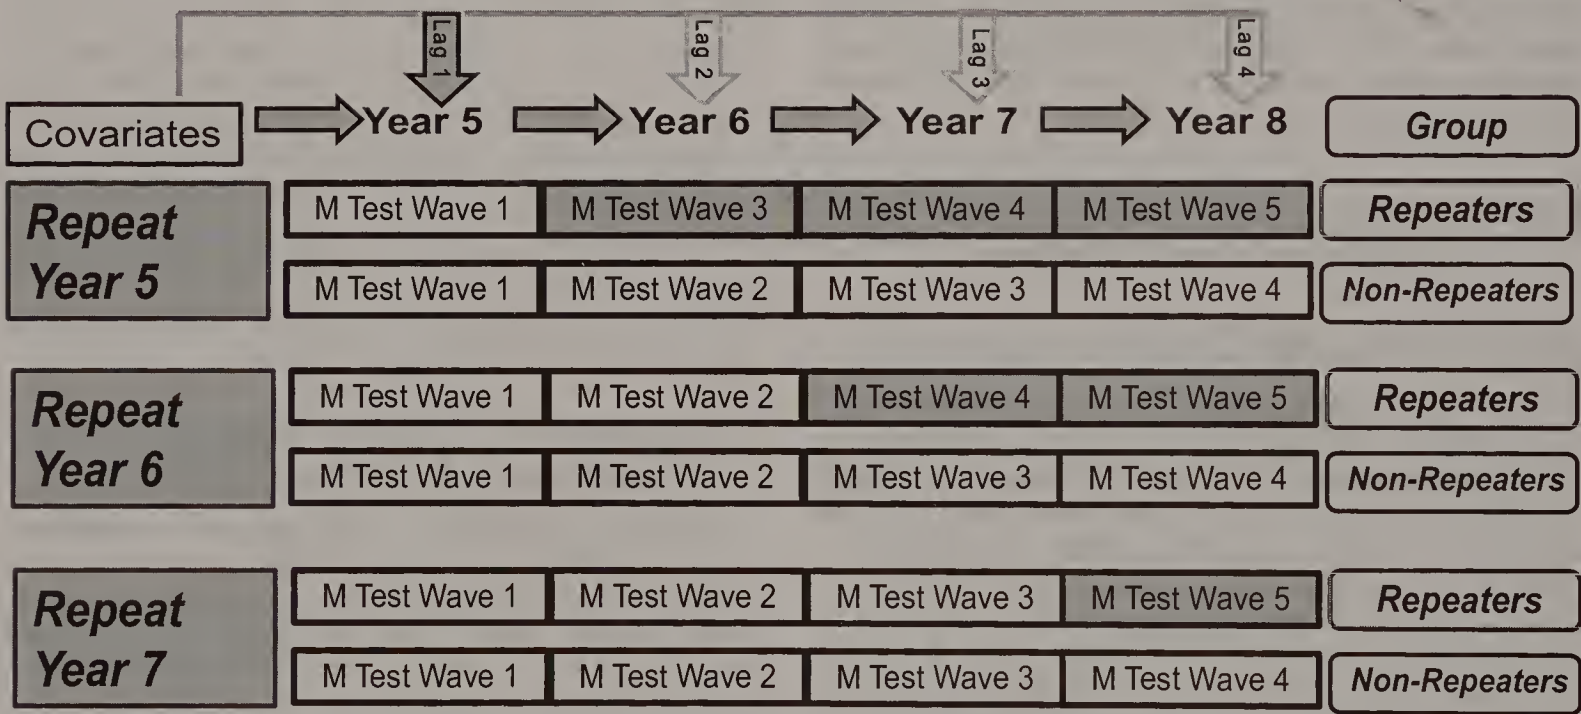 Lag 1 Lag 2 Lag 3 Lag 4
Covariates Year 5 Year 6 Year 7 Year 8 Group
Repeat
Year 5
M Test Wave 1 M Test Wave 3 M Test Wave 4 M Test Wave 5 Repeaters
M Test Wave 1 M Test Wave 2 M Test Wave 3 M Test Wave 4 Non-Repeaters
Repeat
Year 6
M Test Wave 1 M Test Wave 2 M Test Wave 4 M Test Wave 5 Repeaters
M Test Wave 1 M Test Wave 2 M Test Wave 3 M Test Wave 4 Non-Repeaters
Repeat
Year 7
M Test Wave 1 M Test Wave 2 M Test Wave 3 M Test Wave 5 Repeaters
M Test Wave 1 M Test Wave 2 M Test Wave 3 M Test Wave 4 Non-Repeaters